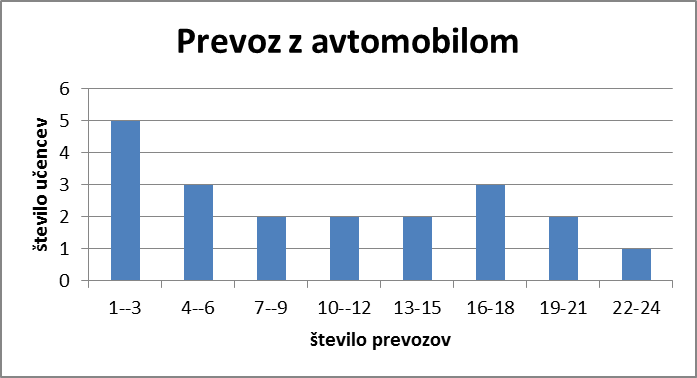 Prevoz z avtomobilom
število učencev
6
5
4
3
2
1
0
1--3 4--6 7--9 10--12 13-15 16-18 19-21 22-24
število prevozov